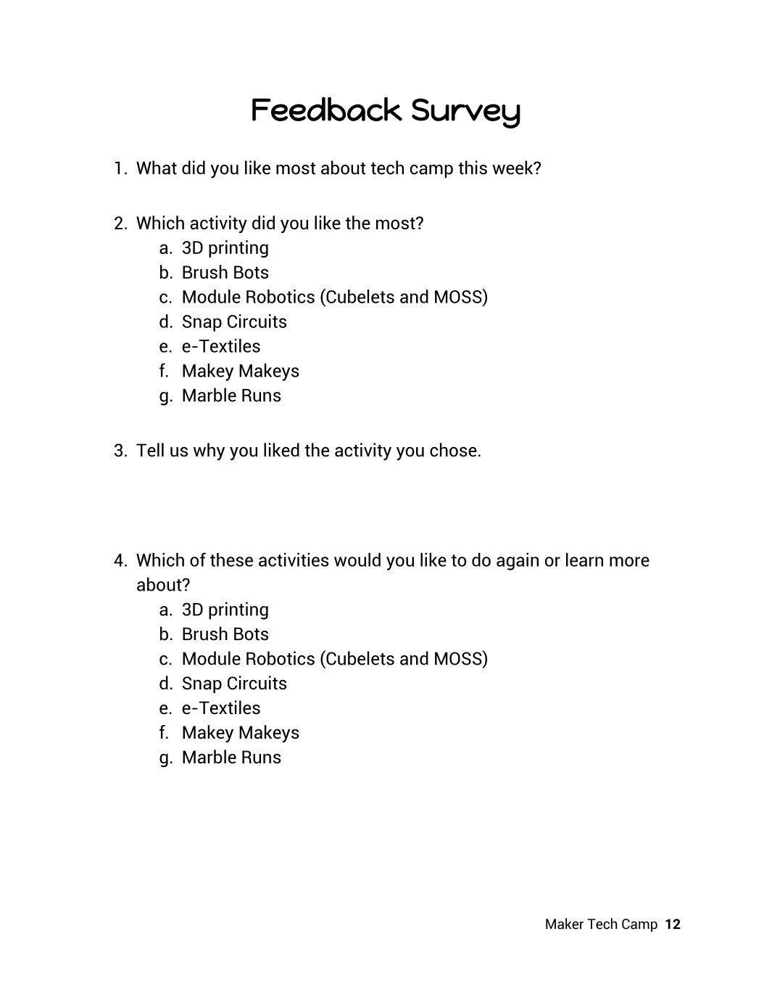 Feedback Survey
1. What did you like most about tech camp this week?
2. Which activity did you like the most?
a. 3D printing
b. Brush Bots
c. Module Robotics (Cubelets and MOSS)
d. Snap Circuits
e. e-Textiles
f. Makey Makeys
g. Marble Runs
3. Tell us why you liked the activity you chose.
4. Which of these activities would you like to do again or learn more
about?
a. 3D printing
b. Brush Bots
c. Module Robotics (Cubelets and MOSS)
d. Snap Circuits
e. e-Textiles
f. Makey Makeys
g. Marble Runs
Maker Tech Camp 12